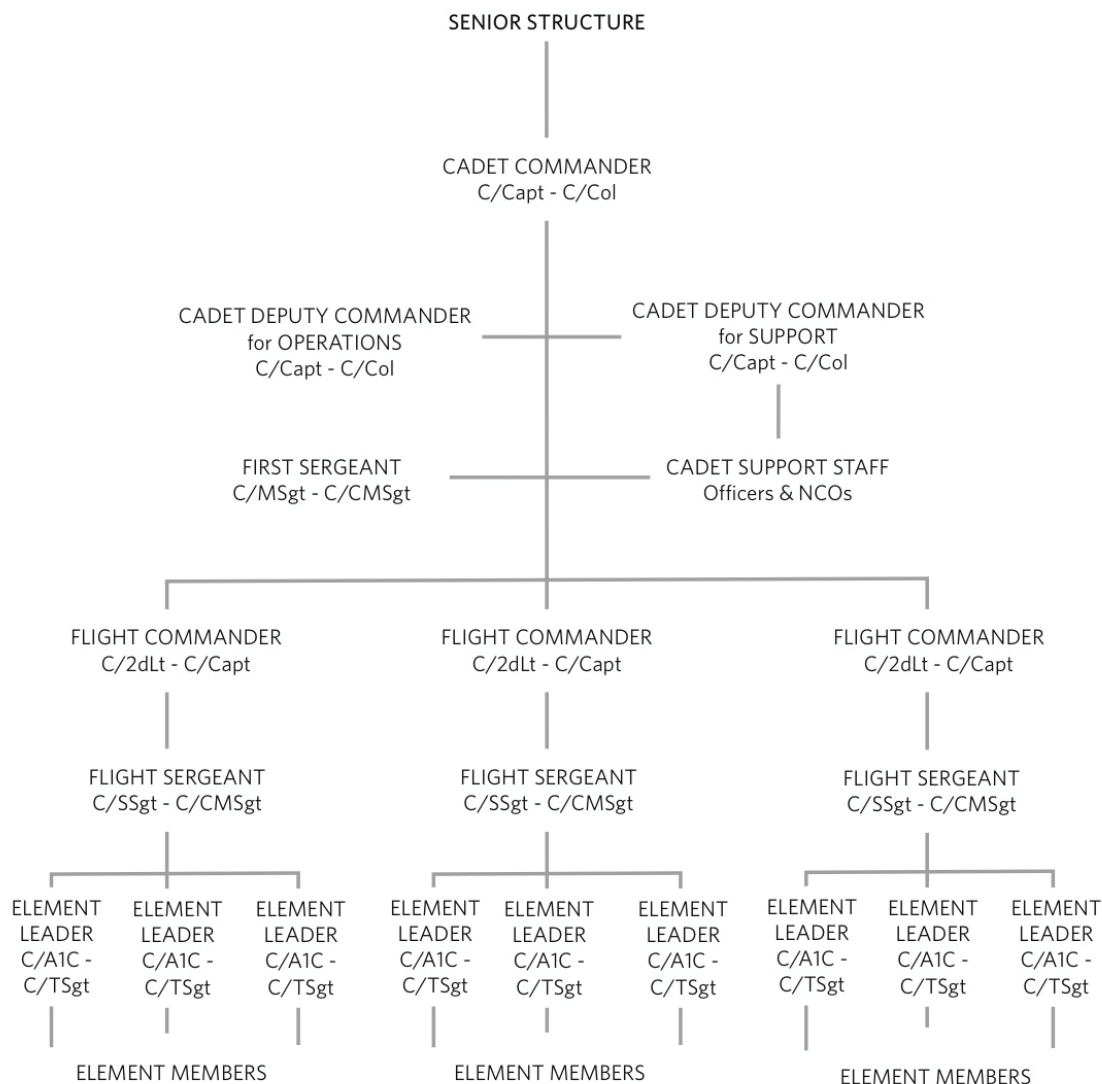 SENIOR STRUCTURE
CADET COMMANDER
C/Capt - C/Col
CADET DEPUTY COMMANDER
for OPERATIONS
C/Capt - C/Col
CADET DEPUTY COMMANDER
for SUPPORT
C/Capt - C/Col
FIRST SERGEANT
C/MSgt - C/CMSgt
CADET SUPPORT STAFF
Officers & NCOs
FLIGHT COMMANDER
C/2dLt - C/Capt
FLIGHT COMMANDER
C/2dLt - C/Capt
FLIGHT COMMANDER
C/2dLt - C/Capt
FLIGHT SERGEANT
C/SSgt - C/CMSgt
FLIGHT SERGEANT
C/SSgt - C/CMSgt
FLIGHT SERGEANT
C/SSgt - C/CMSgt
ELEMENT
LEADER
C/A1C -
C/TSgt
ELEMENT
LEADER
C/A1C -
C/TSgt
ELEMENT
LEADER
C/A1C -
C/TSgt
ELEMENT
LEADER
C/A1C -
C/TSgt
ELEMENT
LEADER
C/A1C -
C/TSgt
ELEMENT
LEADER
C/A1C -
C/TSgt
ELEMENT
LEADER
C/A1C -
C/TSgt
ELEMENT
LEADER
C/A1C -
C/TSgt
ELEMENT
LEADER
C/A1C -
C/TSgt
ELEMENT MEMBERS
ELEMENT MEMBERS
ELEMENT MEMBERS